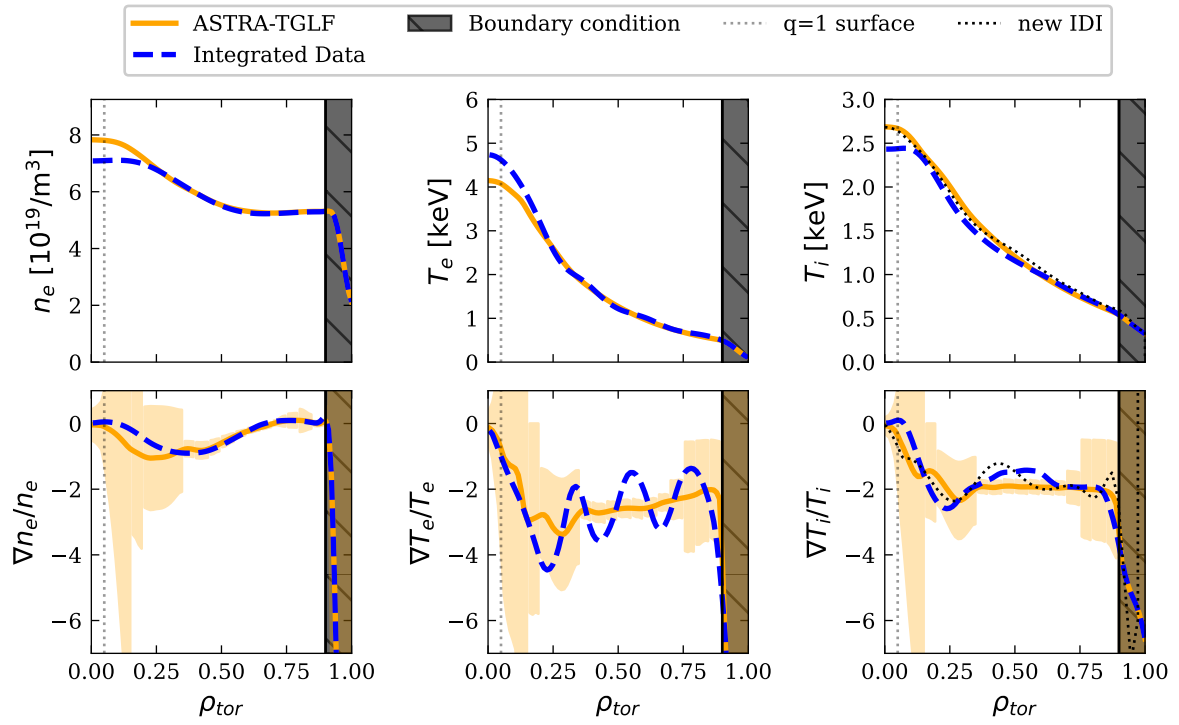 ASTRA-TGLF
Boundary condition
q=1 surface
new IDI
Integrated Data
8
6
4
2
0
n_e [10^19/m^3]
6
5
4
3
2
1
0
T_e [keV]
3.0
2.5
2.0
1.5
1.0
0.5
0.0
T_i [keV]
0
−2
−4
−6
∇n_e/n_e
0.00 0.25 0.50 0.75 1.00
ρ_tor
0
−2
−4
−6
∇T_e/T_e
0.00 0.25 0.50 0.75 1.00
ρ_tor
0
−2
−4
−6
∇T_i/T_i
0.00 0.25 0.50 0.75 1.00
ρ_tor